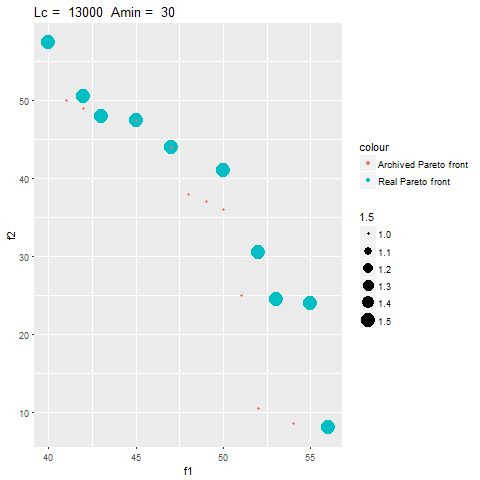 Lc = 13000 Amin = 30
50
40
30
20
10
f2
40
45
50
55
f1
colour
Archived Pareto front
Real Pareto front
1.5
1.0
1.1
1.2
1.3
1.4
1.5